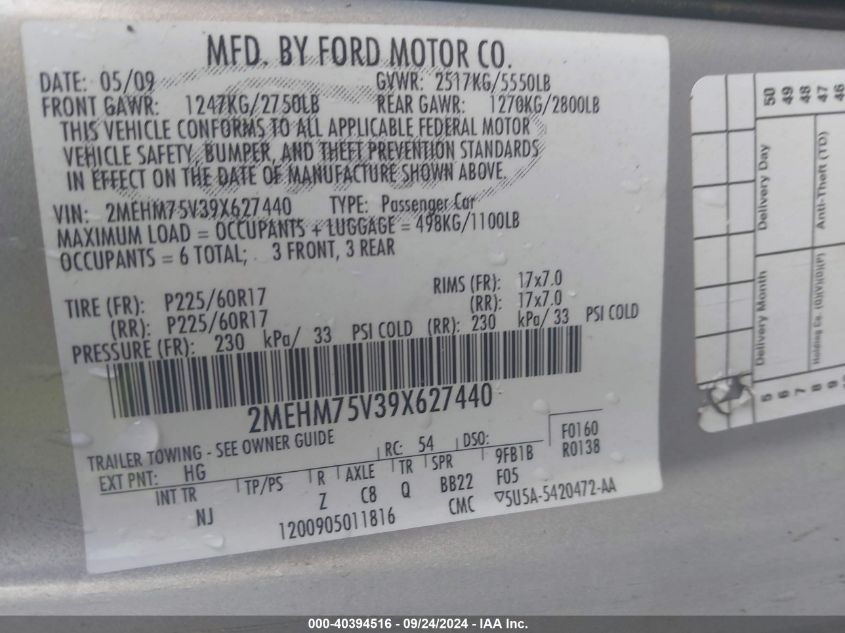 MFD. BY FORD MOTOR CO.
DATE: 05/09 GVWR: 2517KG/5550LB
FRONT GAWR: 1247KG/2750LB REAR GAWR: 1270KG/2800LB
THIS VEHICLE CONFORMS TO ALL APPLICABLE FEDERAL MOTOR
VEHICLE SAFETY, BUMPER, AND THEFT PREVENTION STANDARDS
IN EFFECT ON THE DATE OF MANUFACTURE SHOWN ABOVE.
VIN: 2MEHM75V39X627440 TYPE: Passenger Car
MAXIMUM LOAD = OCCUPANTS + LUGGAGE = 498KG/1100LB
OCCUPANTS = 6 TOTAL; 3 FRONT, 3 REAR
TIRE (FR): P225/60R17 RIMS (FR): 17x7.0
(RR): P225/60R17 (RR): 17x7.0
PRESSURE (FR): 230 kPa/ 33 PSI COLD (RR): 230 kPa/ 33 PSI COLD
2MEHM75V39X627440
TRAILER TOWING - SEE OWNER GUIDE
EXT PNT: HG RC: 54 DSO: F0160
INT TR TP/PS R AXLE TR SPR 9FB1B R0138
NJ Z C8 Q BB22 F05
1200905011816 CMC 5U5A-5420472-AA
50
49
48
47
46
Delivery Day
Anti-Theft (TD)
Delivery Month
Holding Co. (O)(V)(D)(P)
5
6
7
8
9
000-40394516 - 09/24/2024 - IAA Inc.